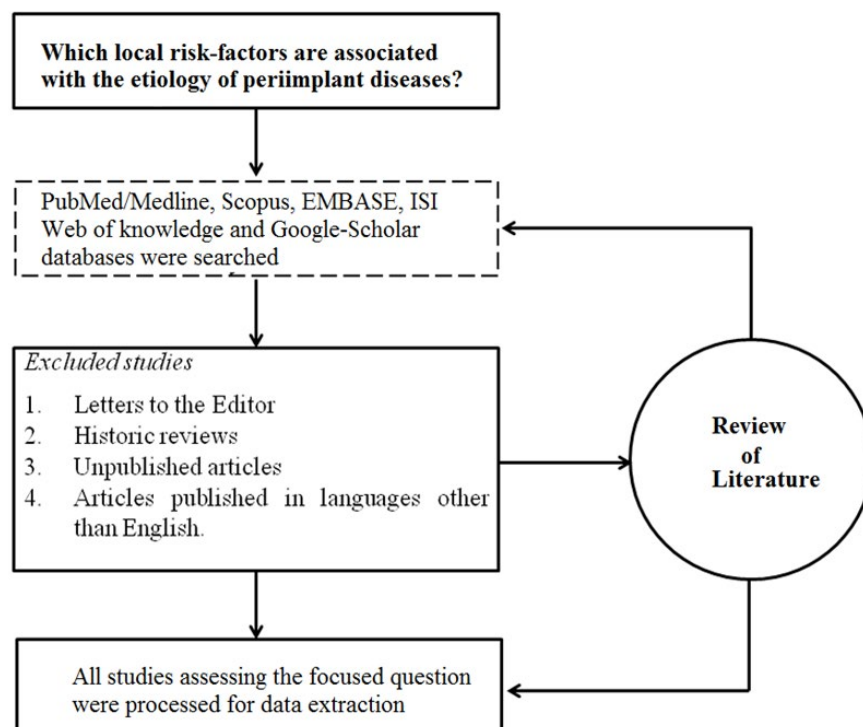 Which local risk-factors are associated
with the etiology of periimplant diseases?
PubMed/Medline, Scopus, EMBASE, ISI
Web of knowledge and Google-Scholar
databases were searched
Excluded studies
1. Letters to the Editor
2. Historic reviews
3. Unpublished articles
4. Articles published in languages other
than English.
Review
of
Literature
All studies assessing the focused question
were processed for data extraction